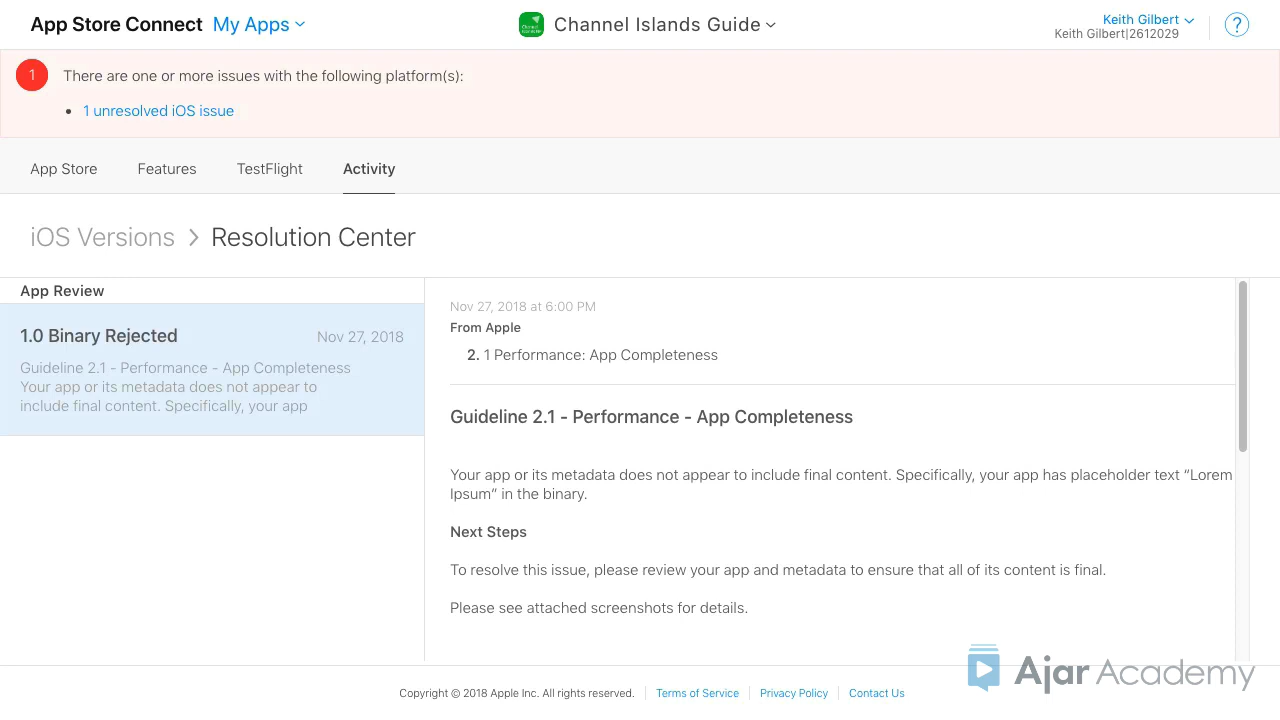 App Store Connect My Apps
Channel Islands Guide
Keith Gilbert
Keith Gilbert|2612029
?
1
There are one or more issues with the following platform(s):
• 1 unresolved iOS issue
App Store Features TestFlight Activity
iOS Versions > Resolution Center
App Review
1.0 Binary Rejected Nov 27, 2018
Guideline 2.1 - Performance - App Completeness
Your app or its metadata does not appear to
include final content. Specifically, your app
Nov 27, 2018 at 6:00 PM
From Apple
2. 1 Performance: App Completeness
Guideline 2.1 - Performance - App Completeness
Your app or its metadata does not appear to include final content. Specifically, your app has placeholder text “Lorem
Ipsum” in the binary.
Next Steps
To resolve this issue, please review your app and metadata to ensure that all of its content is final.
Please see attached screenshots for details.
Ajar Academy
Copyright © 2018 Apple Inc. All rights reserved. Terms of Service Privacy Policy Contact Us